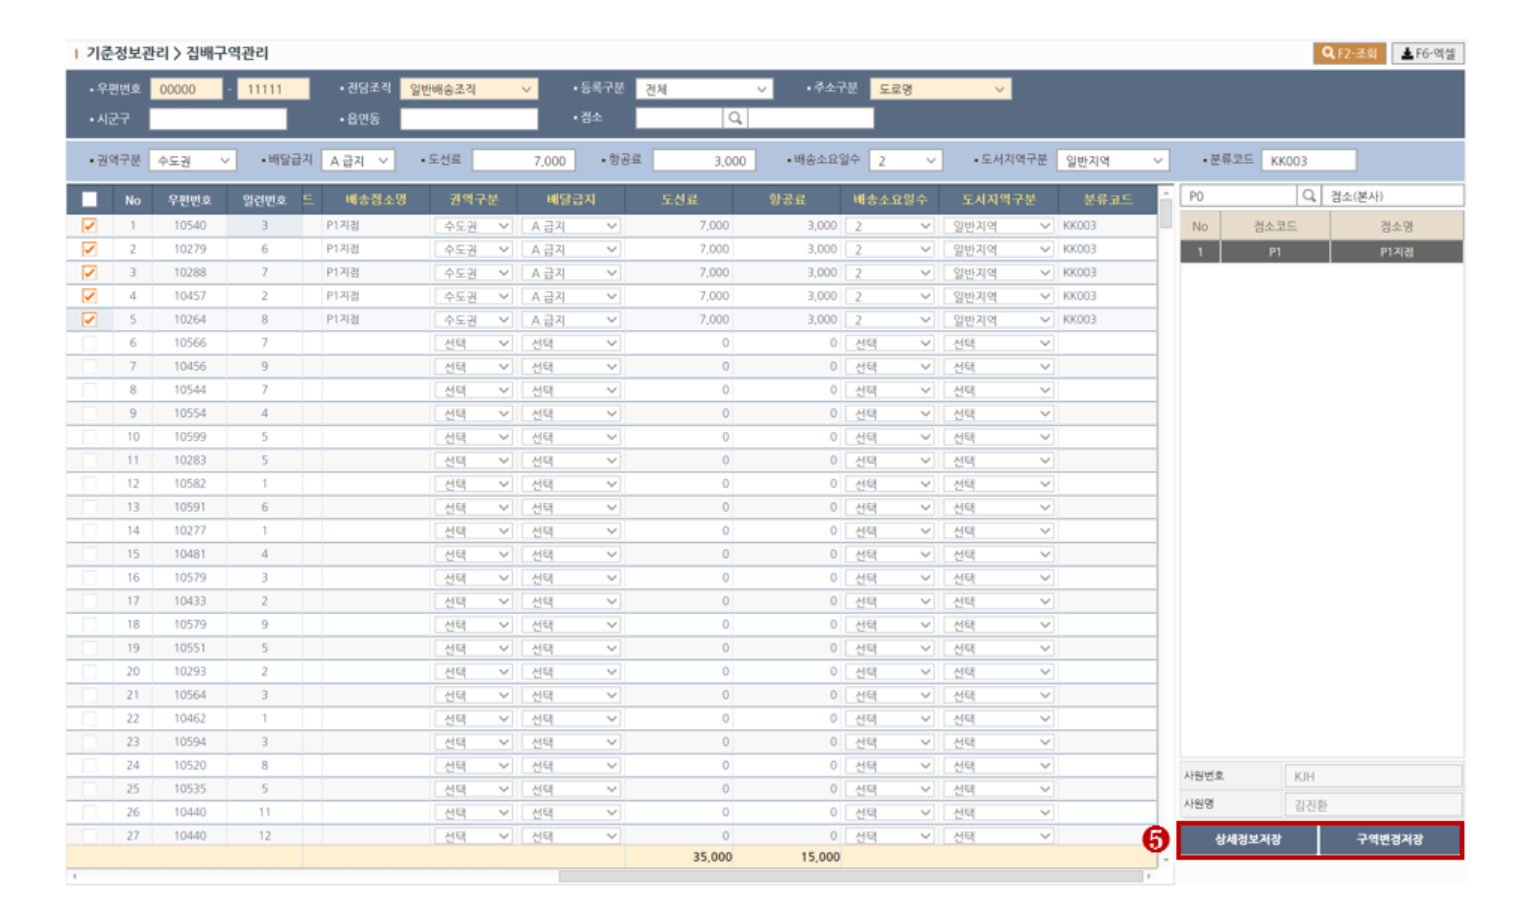 기준정보관리 > 집배구역관리
F2-조회 F6-엑셀
• 우편번호 00000 - 11111 • 전담조직 일반배송조직 • 등록구분 전체 • 주소구분 도로명
• 시군구 • 읍면동 • 점소
• 권역구분 수도권 • 배달급지 A 급지 • 도선료 7,000 • 항공료 3,000 • 배송소요일수 2 • 도서지역구분 일반지역 • 분류코드 KK003
No 우편번호 일련번호 드 배송점소명 권역구분 배달급지 도선료 항공료 배송소요일수 도서지역구분 분류코드
1 10540 3 P1지점 수도권 A 급지 7,000 3,000 2 일반지역 KK003
2 10279 6 P1지점 수도권 A 급지 7,000 3,000 2 일반지역 KK003
3 10288 7 P1지점 수도권 A 급지 7,000 3,000 2 일반지역 KK003
4 10457 2 P1지점 수도권 A 급지 7,000 3,000 2 일반지역 KK003
5 10264 8 P1지점 수도권 A 급지 7,000 3,000 2 일반지역 KK003
6 10566 7 선택 선택 0 0 선택 선택
7 10456 9 선택 선택 0 0 선택 선택
8 10544 7 선택 선택 0 0 선택 선택
9 10554 4 선택 선택 0 0 선택 선택
10 10599 5 선택 선택 0 0 선택 선택
11 10283 5 선택 선택 0 0 선택 선택
12 10582 1 선택 선택 0 0 선택 선택
13 10591 6 선택 선택 0 0 선택 선택
14 10277 1 선택 선택 0 0 선택 선택
15 10481 4 선택 선택 0 0 선택 선택
16 10579 3 선택 선택 0 0 선택 선택
17 10433 2 선택 선택 0 0 선택 선택
18 10579 9 선택 선택 0 0 선택 선택
19 10551 5 선택 선택 0 0 선택 선택
20 10293 2 선택 선택 0 0 선택 선택
21 10564 3 선택 선택 0 0 선택 선택
22 10462 1 선택 선택 0 0 선택 선택
23 10594 3 선택 선택 0 0 선택 선택
24 10520 8 선택 선택 0 0 선택 선택
25 10535 5 선택 선택 0 0 선택 선택
26 10440 11 선택 선택 0 0 선택 선택
27 10440 12 선택 선택 0 0 선택 선택
35,000 15,000
P0 점소(본사)
No 점소코드 점소명
1 P1 P1지점
사원번호 KJH
사원명 김진환
5 상세정보저장 구역변경저장